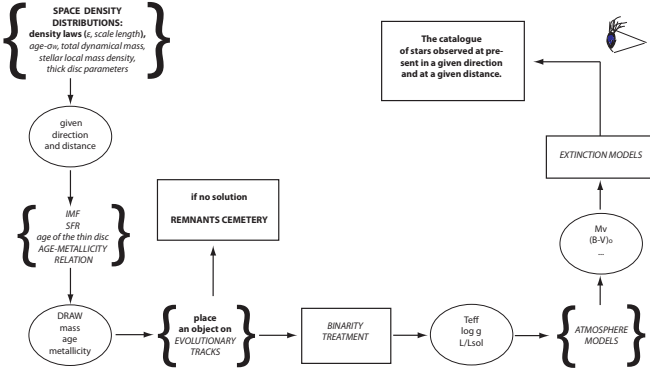 SPACE DENSITY
DISTRIBUTIONS:
density laws (ε, scale length),
age-σw, total dynamical mass,
stellar local mass density,
thick disc parameters
given
direction
and distance
IMF
SFR
age of the thin disc
AGE-METALLICITY
RELATION
DRAW
mass
age
metallicity
if no solution
REMNANTS CEMETERY
place
an object on
EVOLUTIONARY
TRACKS
BINARITY
TREATMENT
Teff
log g
L/Lsol
ATMOSPHERE
MODELS
Mv
(B-V)o
...
EXTINCTION MODELS
The catalogue
of stars observed at pre-
sent in a given direction
and at a given distance.